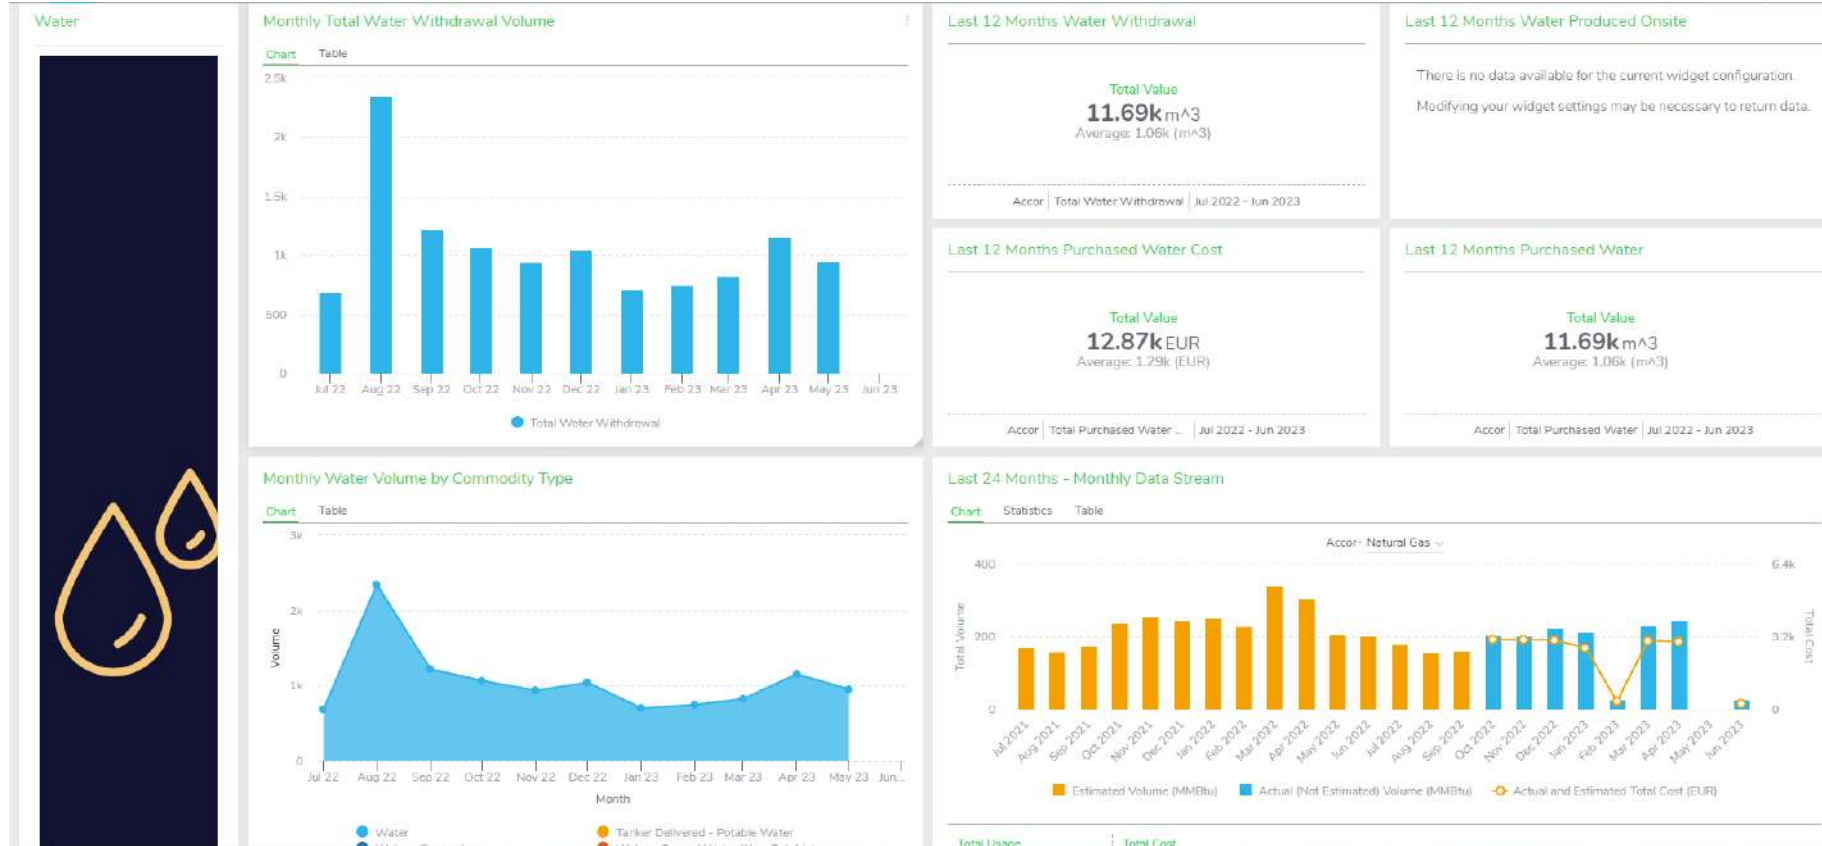 Water
Monthly Total Water Withdrawal Volume
Chart Table
2.5k
2k
1.5k
1k
500
0
Jul 22 Aug 22 Sep 22 Oct 22 Nov 22 Dec 22 Jan 23 Feb 23 Mar 23 Apr 23 May 23 Jun 23
Total Water Withdrawal
Last 12 Months Water Withdrawal
Total Value
11.69k m^3
Average: 1.06k (m^3)
Accor Total Water Withdrawal Jul 2022 - Jun 2023
Last 12 Months Water Produced Onsite
There is no data available for the current widget configuration.
Modifying your widget settings may be necessary to return data.
Last 12 Months Purchased Water Cost
Total Value
12.87k EUR
Average: 1.29k (EUR)
Accor Total Purchased Water ... Jul 2022 - Jun 2023
Last 12 Months Purchased Water
Total Value
11.69k m^3
Average: 1.06k (m^3)
Accor Total Purchased Water Jul 2022 - Jun 2023
Monthly Water Volume by Commodity Type
Chart Table
Volume
3k
2k
1k
0
Jul 22 Aug 22 Sep 22 Oct 22 Nov 22 Dec 22 Jan 23 Feb 23 Mar 23 Apr 23 May 23 Jun...
Month
Water Tanker Delivered - Potable Water
Last 24 Months - Monthly Data Stream
Chart Statistics Table
Accor- Natural Gas
Total Volume
400
200
0
6.4k
3.2k
0
Total Cost
Jul 2021 Aug 2021 Sep 2021 Oct 2021 Nov 2021 Dec 2021 Jan 2022 Feb 2022 Mar 2022 Apr 2022 May 2022 Jun 2022 Jul 2022 Aug 2022 Sep 2022 Oct 2022 Nov 2022 Dec 2022 Jan 2023 Feb 2023 Mar 2023 Apr 2023 May 2023 Jun 2023
Estimated Volume (MMBtu) Actual (Not Estimated) Volume (MMBtu) Actual and Estimated Total Cost (EUR)
Total Usage Total Cost